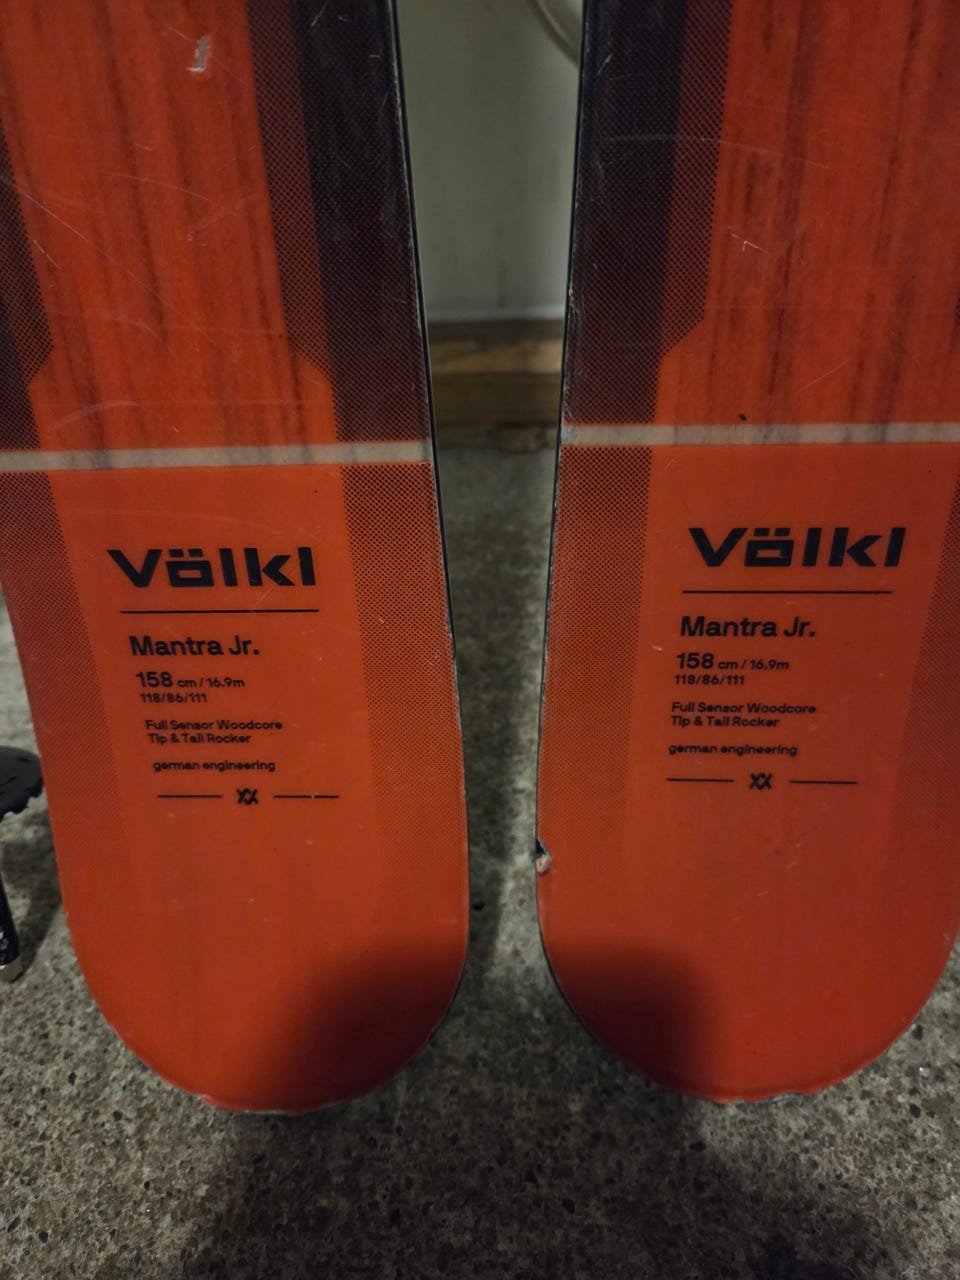 Völkl
Mantra Jr.
158 cm / 16.9m
118/86/111
Full Sensor Woodcore
Tip & Tail Rocker
german engineering
Völkl
Mantra Jr.
158 cm / 16.9m
118/86/111
Full Sensor Woodcore
Tip & Tail Rocker
german engineering